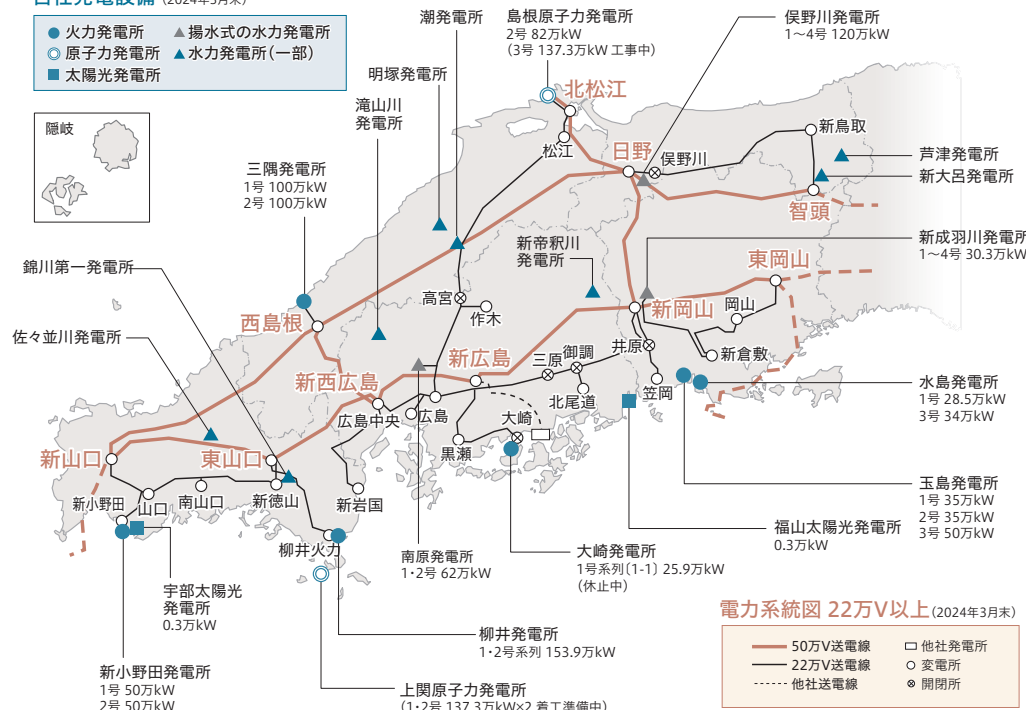 自社発電設備 (2024年3月末)
火力発電所
揚水式の水力発電所
原子力発電所
水力発電所(一部)
太陽光発電所
隠岐
潮発電所
島根原子力発電所
2号 82万kW
(3号 137.3万kW 工事中)
俣野川発電所
1～4号 120万kW
明塚発電所
滝山川
発電所
北松江
松江
日野
俣野川
新鳥取
芦津発電所
新大呂発電所
智頭
三隅発電所
1号 100万kW
2号 100万kW
新帝釈川
発電所
新成羽川発電所
1～4号 30.3万kW
東岡山
錦川第一発電所
高宮
作木
新岡山
岡山
佐々並川発電所
西島根
新広島
三原
御調
井原
新倉敷
新西広島
広島中央
広島
北尾道
笠岡
水島発電所
1号 28.5万kW
3号 34万kW
大崎
黒瀬
新山口
東山口
新小野田
山口
南山口
新徳山
新岩国
玉島発電所
1号 35万kW
2号 35万kW
3号 50万kW
福山太陽光発電所
0.3万kW
柳井火力
南原発電所
1・2号 62万kW
大崎発電所
1号系列〔1-1〕 25.9万kW
(休止中)
宇部太陽光
発電所
0.3万kW
柳井発電所
1・2号系列 153.9万kW
新小野田発電所
1号 50万kW
2号 50万kW
上関原子力発電所
(1・2号 137.3万kW×2 着工準備中)
電力系統図 22万V以上 (2024年3月末)
50万V送電線
他社発電所
22万V送電線
変電所
他社送電線
開閉所